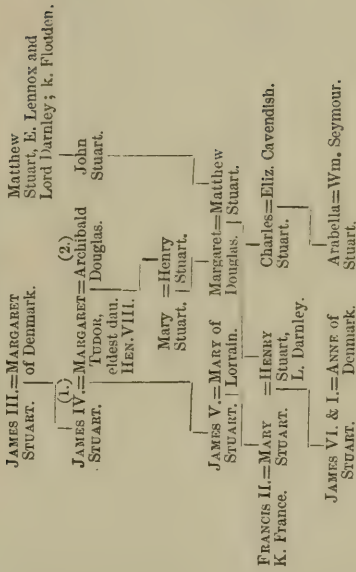 JAMES III.=MARGARET
STUART. of Denmark.
Matthew
Stuart, E. Lennox and
Lord Darnley; k. Flodden.
(1.) (2.)
JAMES IV.=MARGARET=Archibald
STUART. TUDOR, Douglas.
eldest dau.
HEN. VIII.
John
Stuart.
Mary =Henry
Stuart. Stuart.
JAMES V.=MARY of
STUART. Lorrain.
Margaret=Matthew
Douglas. Stuart.
FRANCIS II.=MARY =HENRY
K. France. STUART. Stuart,
L. Darnley.
Charles=Eliz. Cavendish.
Stuart.
JAMES VI. & I.=ANNE of
STUART. Denmark.
Arabella=Wm. Seymour.
Stuart.